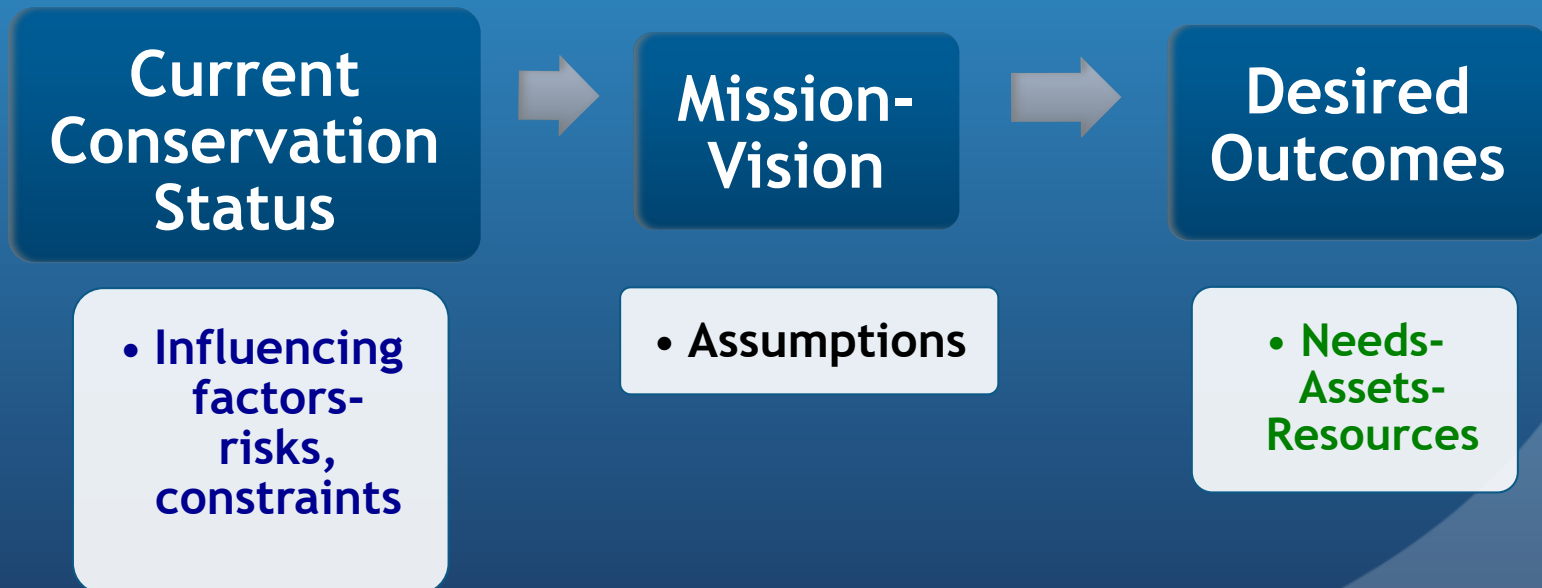 Current
Conservation
Status
Mission-
Vision
Desired
Outcomes
• Influencing
factors-
risks,
constraints
• Assumptions
• Needs-
Assets-
Resources